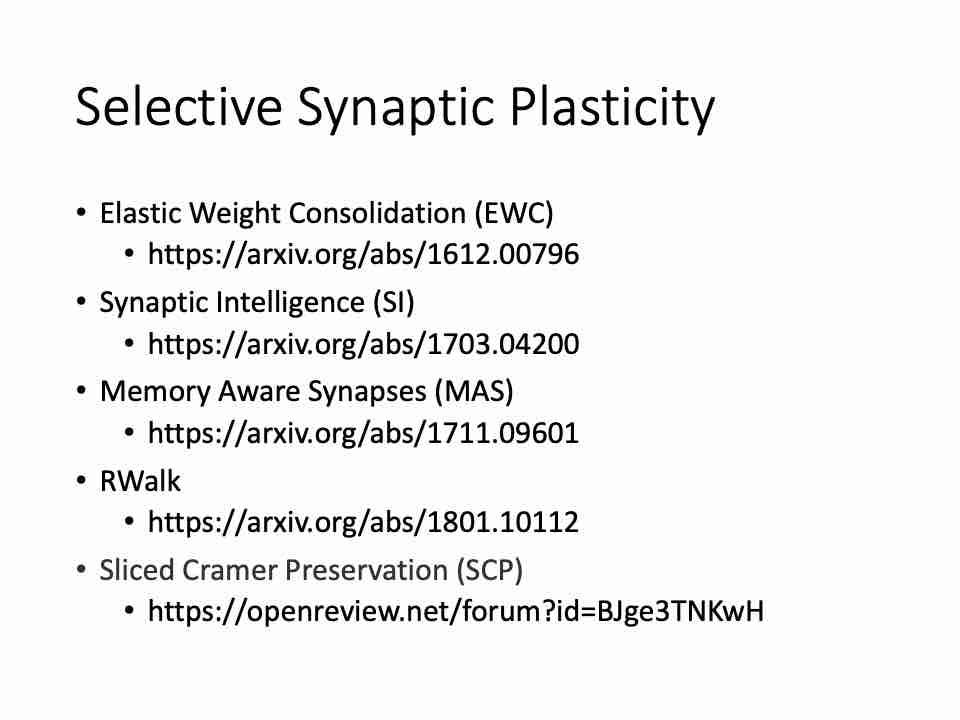 Selective Synaptic Plasticity
• Elastic Weight Consolidation (EWC)
• https://arxiv.org/abs/1612.00796
• Synaptic Intelligence (SI)
• https://arxiv.org/abs/1703.04200
• Memory Aware Synapses (MAS)
• https://arxiv.org/abs/1711.09601
• RWalk
• https://arxiv.org/abs/1801.10112
• Sliced Cramer Preservation (SCP)
• https://openreview.net/forum?id=BJge3TNKwH